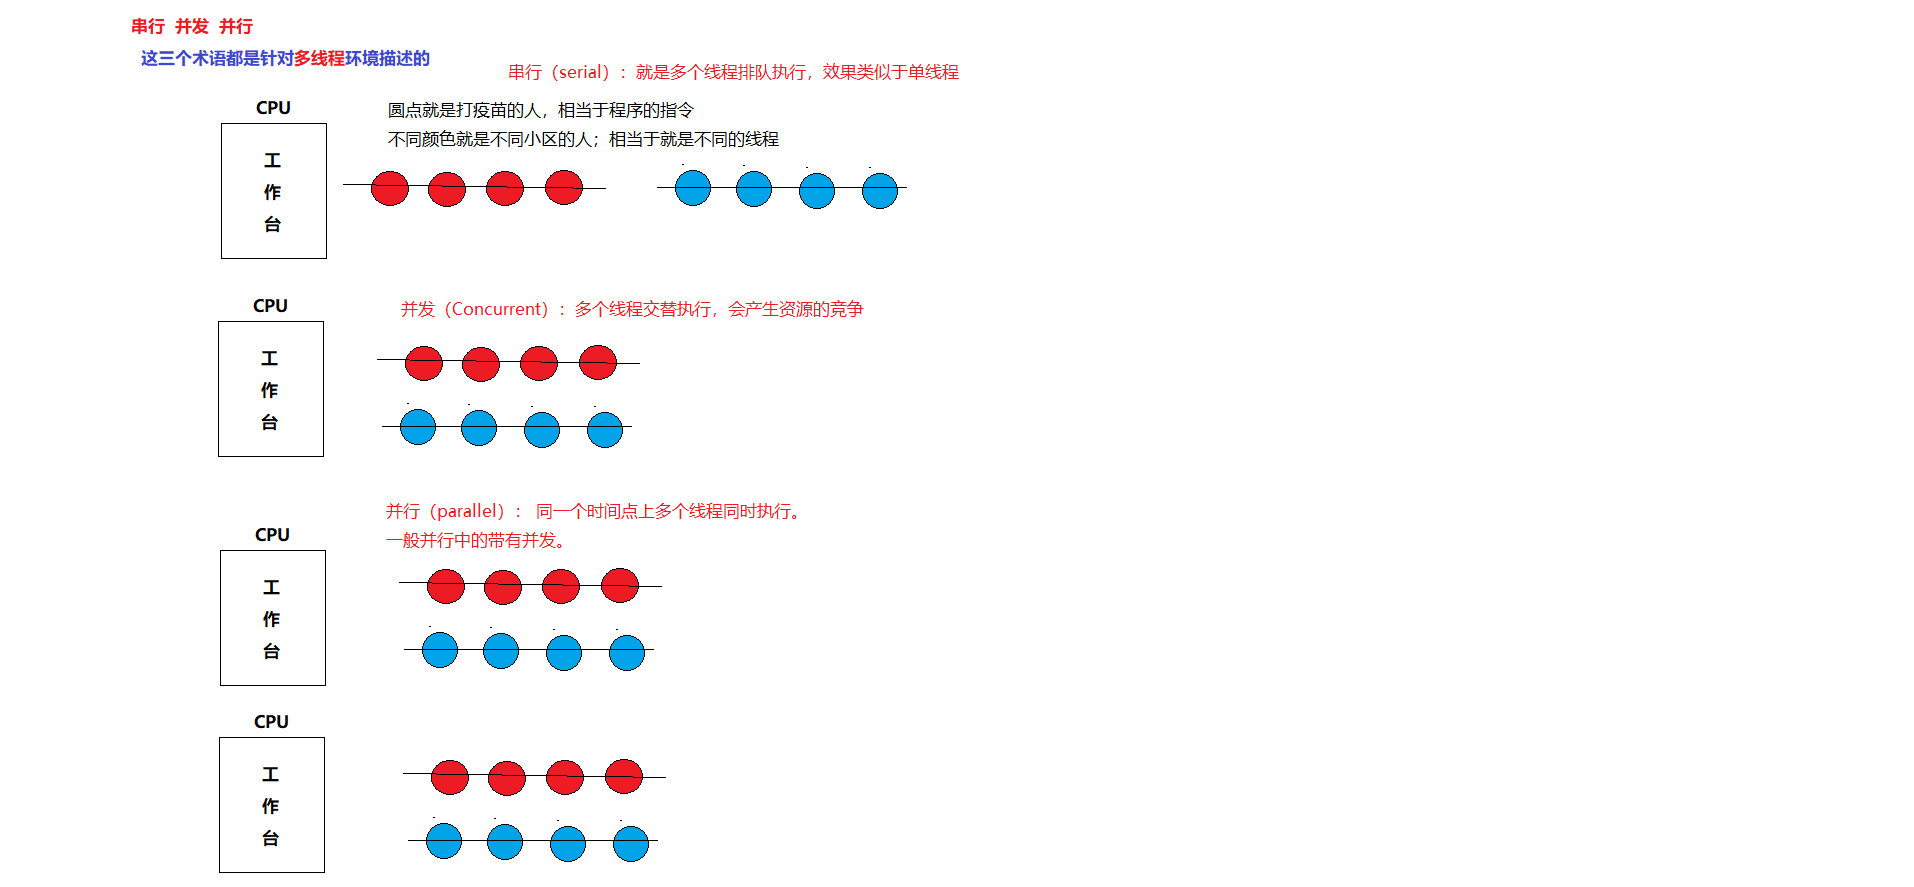 串行 并发 并行
这三个术语都是针对多线程环境描述的
串行（serial）：就是多个线程排队执行，效果类似于单线程
CPU
圆点就是打疫苗的人，相当于程序的指令
不同颜色就是不同小区的人；相当于就是不同的线程
工
作
台
CPU
并发（Concurrent）：多个线程交替执行，会产生资源的竞争
工
作
台
并行（parallel）： 同一个时间点上多个线程同时执行。
一般并行中的带有并发。
CPU
工
作
台
CPU
工
作
台